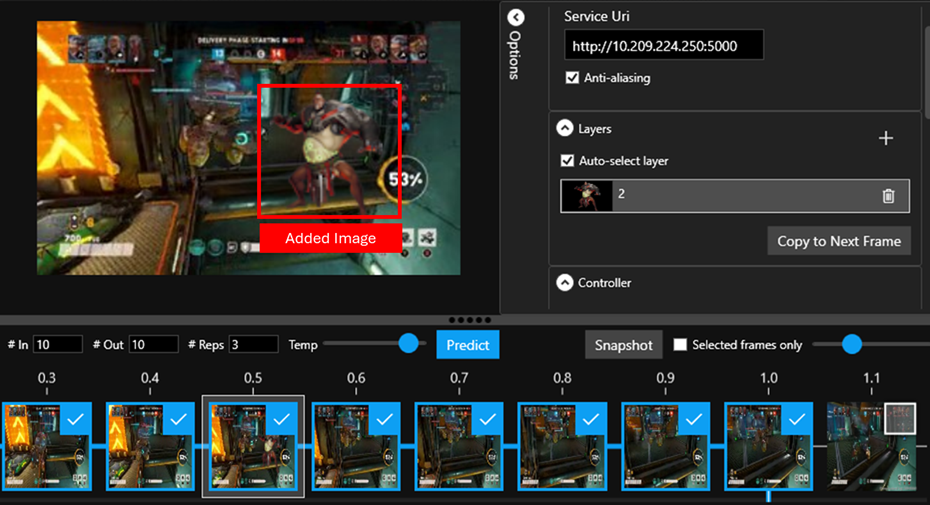 DELIVERY PHASE STARTING IN
13
14
53%
Added Image
Options
Service Uri
http://10.209.224.250:5000
Anti-aliasing
Layers
+
Auto-select layer
2
Copy to Next Frame
Controller
# In 10 # Out 10 # Reps 3 Temp Predict Snapshot Selected frames only
0.3 0.4 0.5 0.6 0.7 0.8 0.9 1.0 1.1